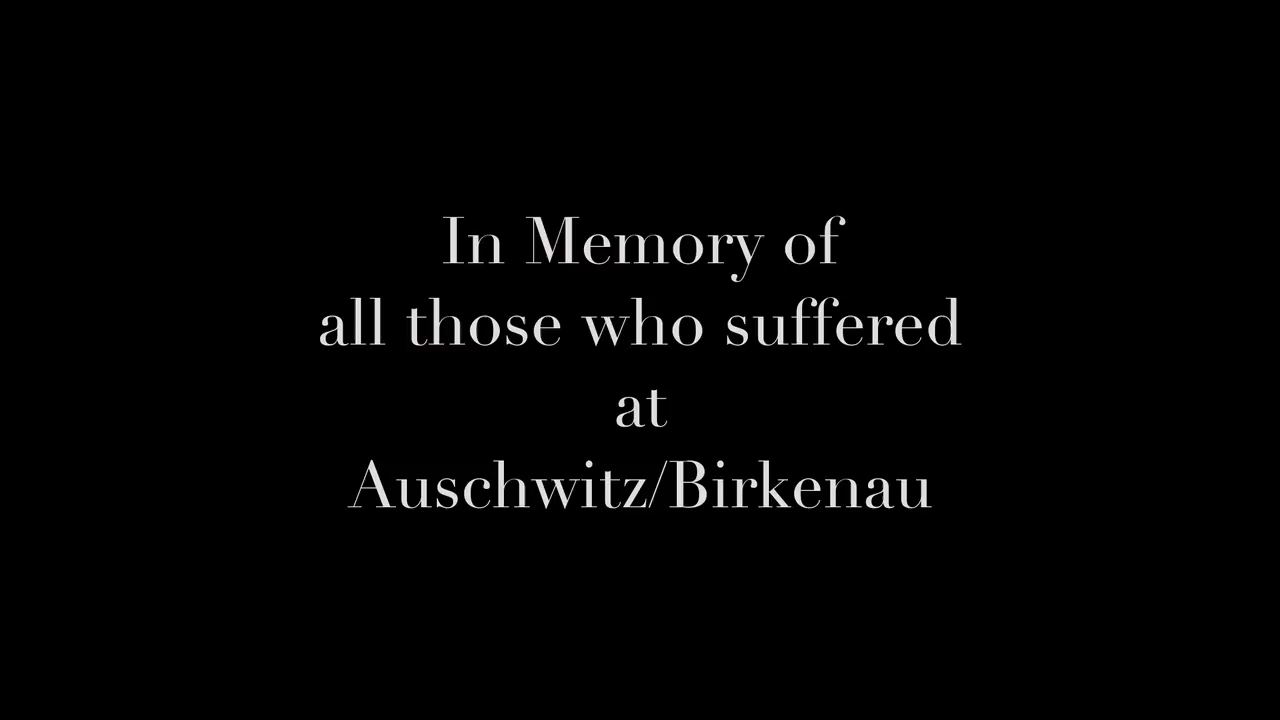 In Memory of
all those who suffered
at
Auschwitz/Birkenau